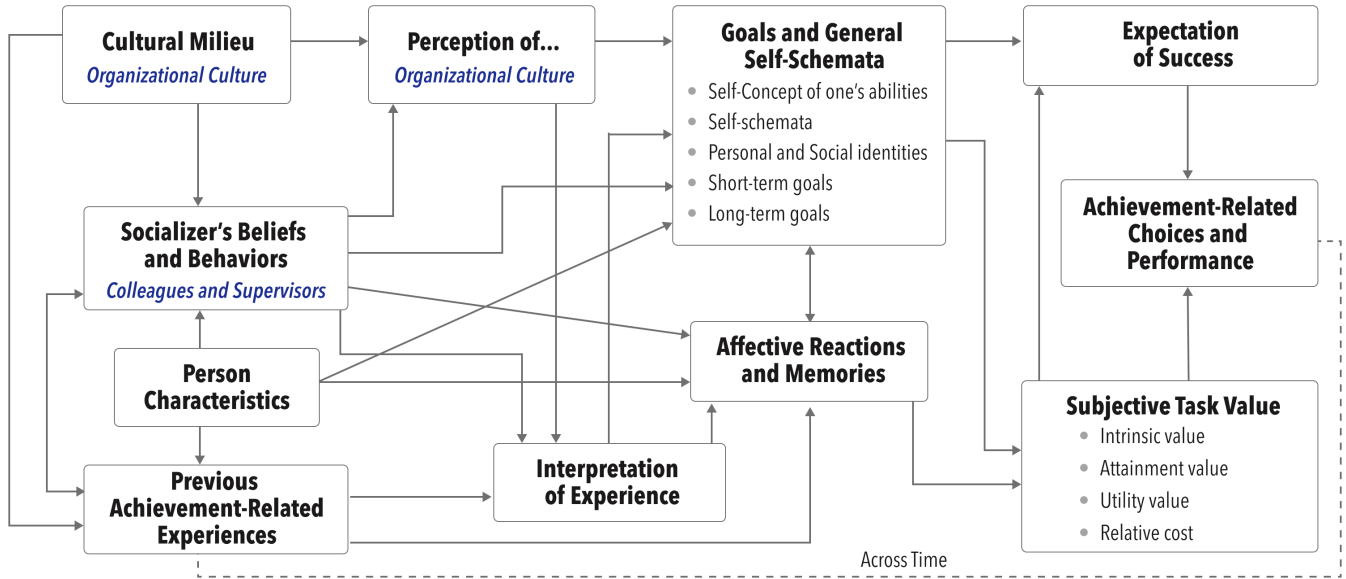 Cultural Milieu
Organizational Culture
Perception of...
Organizational Culture
Goals and General
Self-Schemata
Self-Concept of one's abilities
Self-schemata
Personal and Social identities
Short-term goals
Long-term goals
Expectation
of Success
Socializer's Beliefs
and Behaviors
Colleagues and Supervisors
Achievement-Related
Choices and
Performance
Person
Characteristics
Affective Reactions
and Memories
Subjective Task Value
Intrinsic value
Attainment value
Utility value
Relative cost
Previous
Achievement-Related
Experiences
Interpretation
of Experience
Across Time